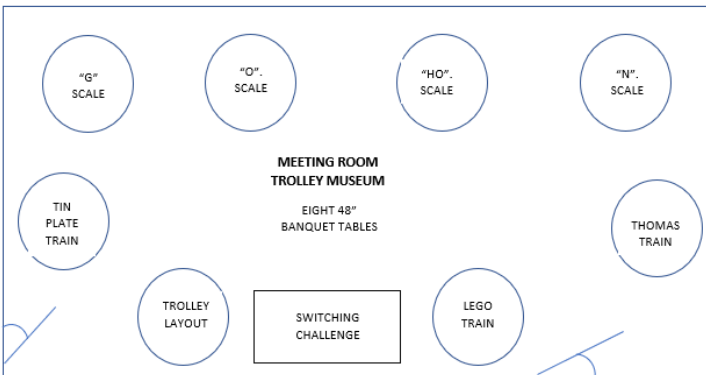 “G”
SCALE
“O”.
SCALE
“HO”.
SCALE
“N”.
SCALE
MEETING ROOM
TROLLEY MUSEUM
EIGHT 48”
BANQUET TABLES
TIN
PLATE
TRAIN
THOMAS
TRAIN
TROLLEY
LAYOUT
SWITCHING
CHALLENGE
LEGO
TRAIN